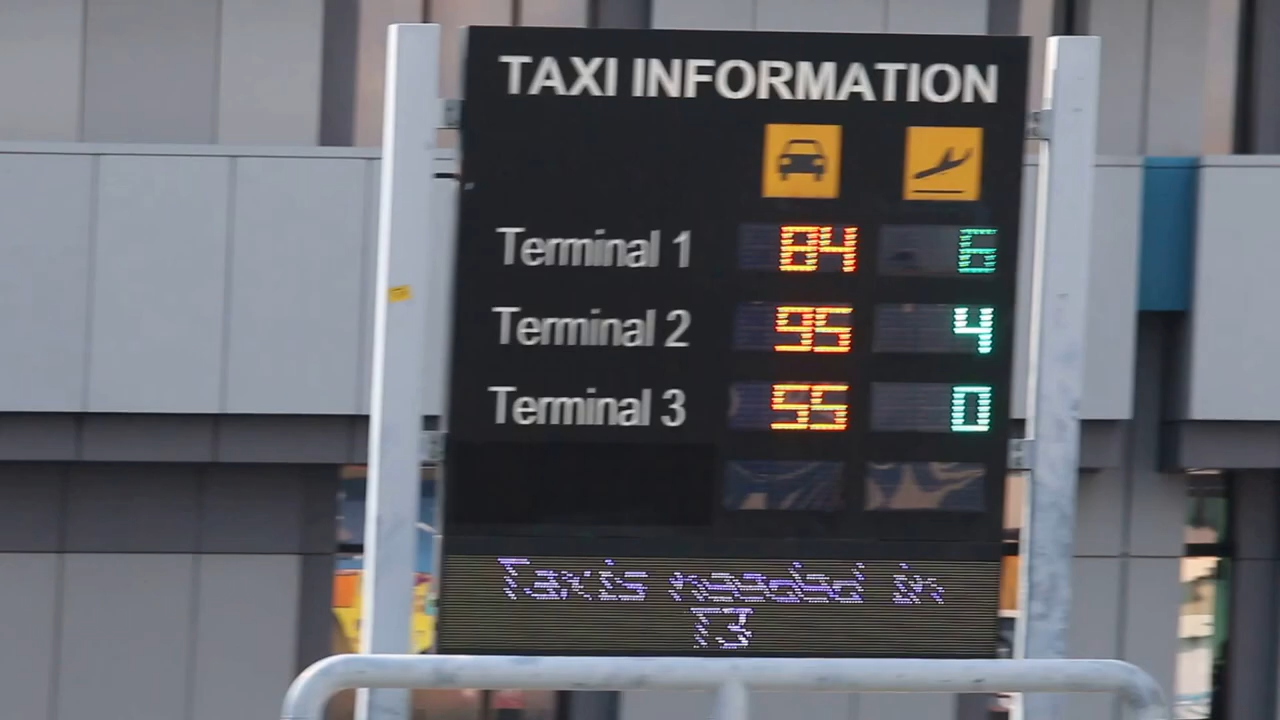 TAXI INFORMATION
Terminal 1 84 6
Terminal 2 95 4
Terminal 3 55 0
Taxis needed in
T3